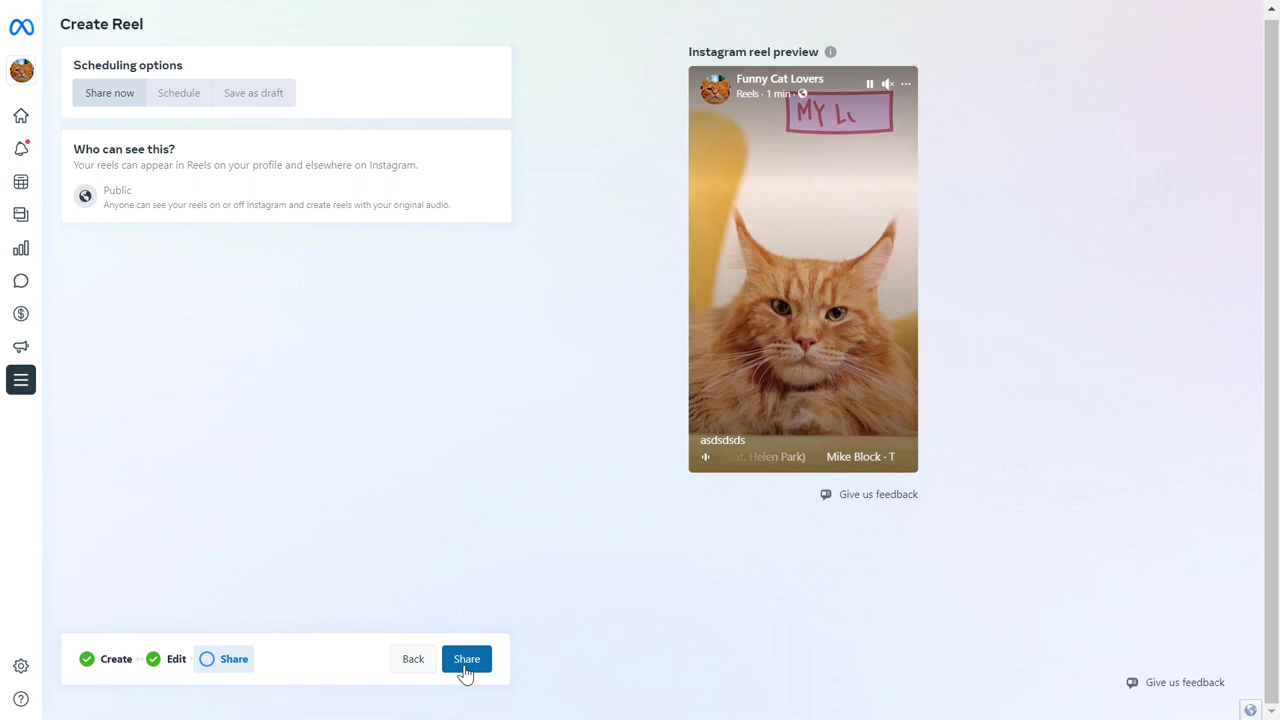 Create Reel
Scheduling options
Share now Schedule Save as draft
Who can see this?
Your reels can appear in Reels on your profile and elsewhere on Instagram.
Public
Anyone can see your reels on or off Instagram and create reels with your original audio.
Create Edit Share Back Share
Instagram reel preview
Funny Cat Lovers
Reels · 1 min ·
MY LI
asdsdsds
feat. Helen Park) Mike Block · T
Give us feedback
Give us feedback